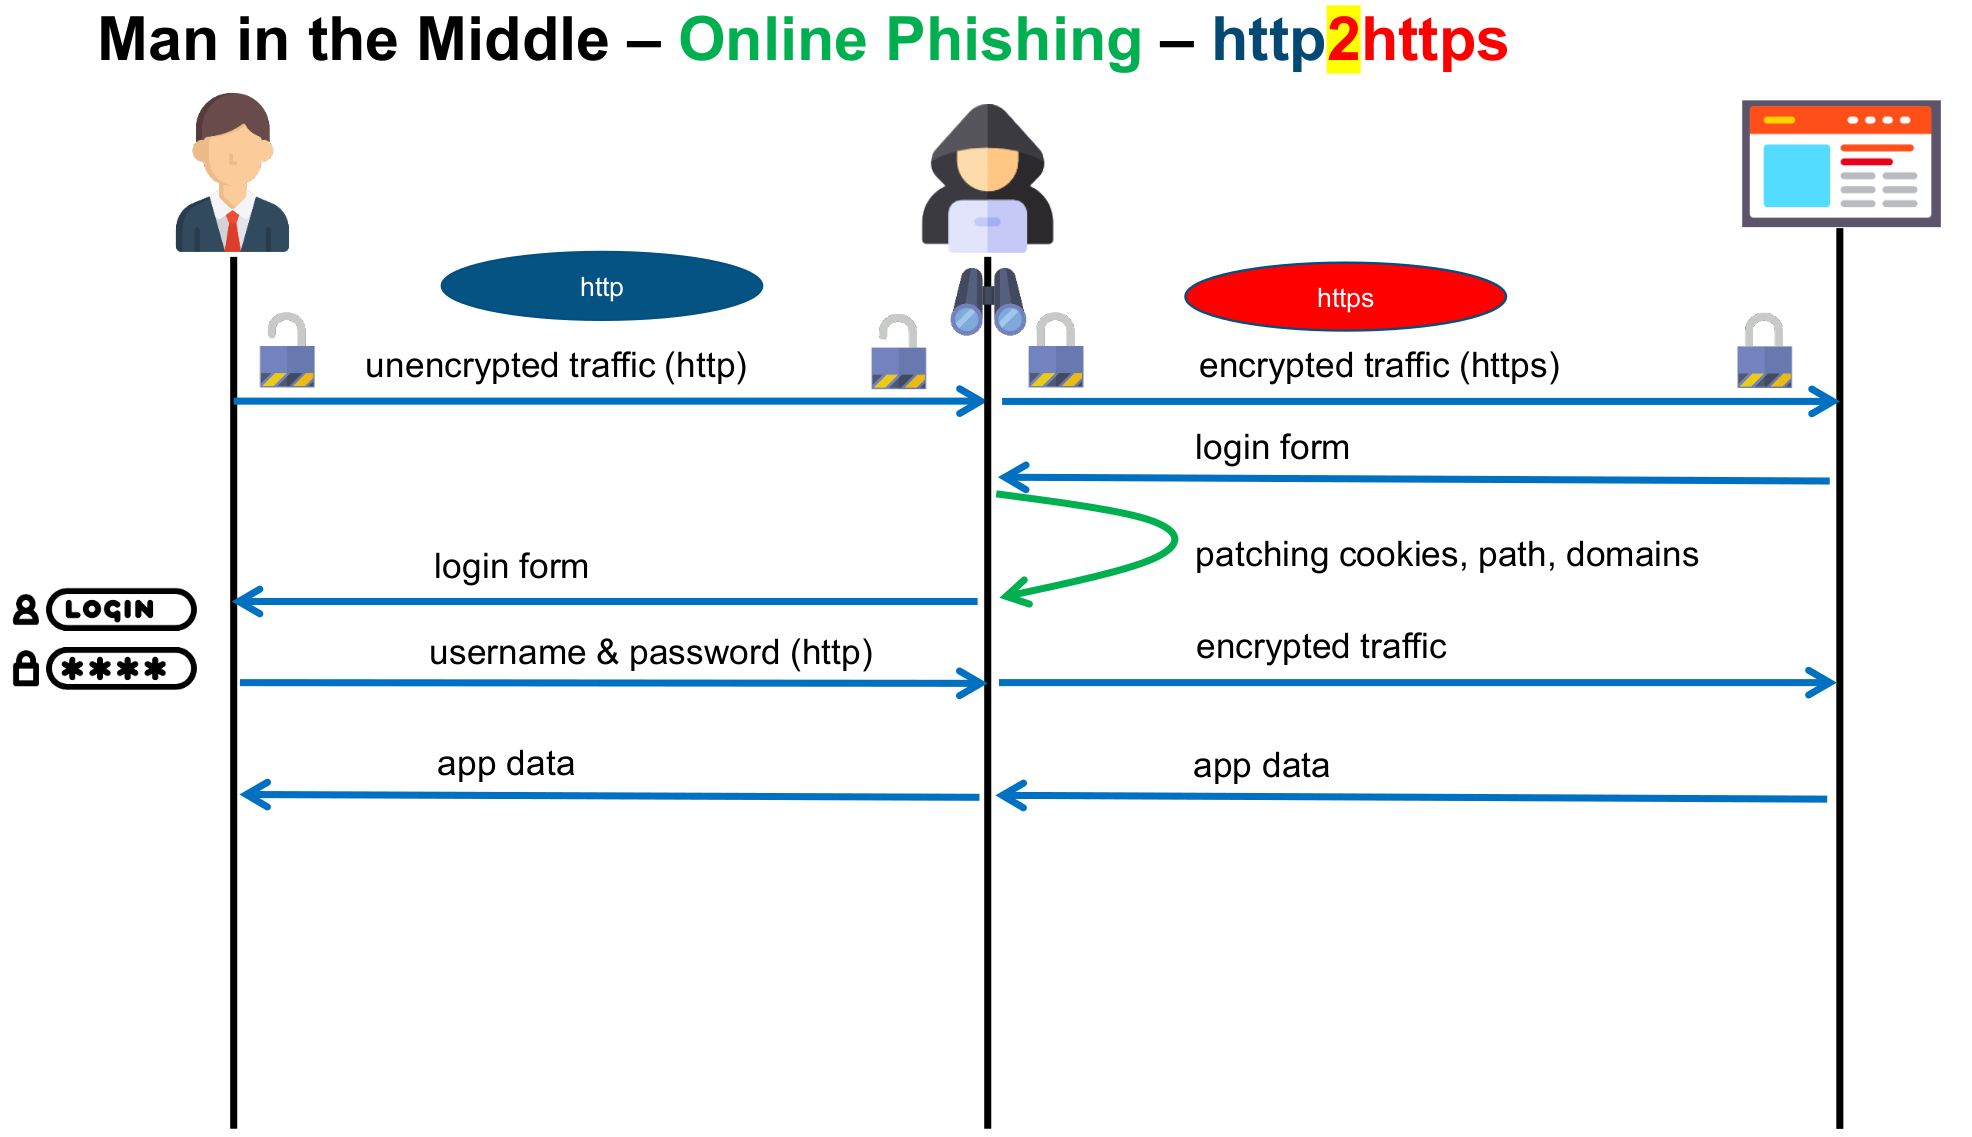 Man in the Middle – Online Phishing – http2https
http
https
unencrypted traffic (http)
encrypted traffic (https)
login form
patching cookies, path, domains
login form
LOGIN
****
username & password (http)
encrypted traffic
app data
app data